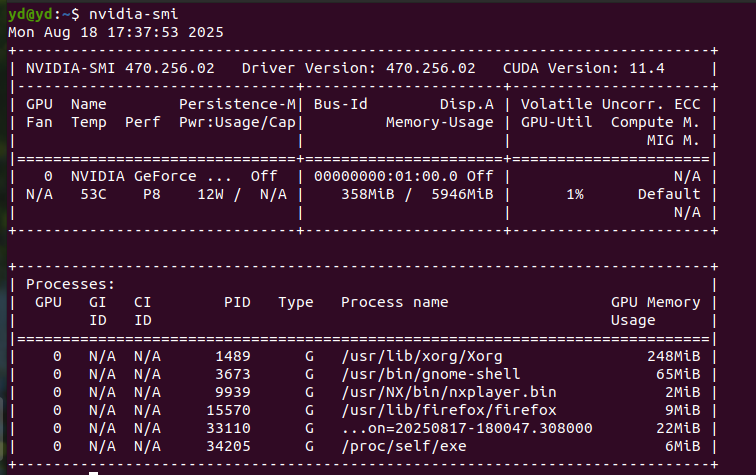 yd@yd:~$ nvidia-smi
Mon Aug 18 17:37:53 2025
+-----------------------------------------------------------------------------+
| NVIDIA-SMI 470.256.02   Driver Version: 470.256.02   CUDA Version: 11.4     |
|-------------------------------+----------------------+----------------------+
| GPU  Name        Persistence-M| Bus-Id        Disp.A | Volatile Uncorr. ECC |
| Fan  Temp  Perf  Pwr:Usage/Cap|         Memory-Usage | GPU-Util  Compute M. |
|                               |                      |               MIG M. |
|===============================+======================+======================|
|   0  NVIDIA GeForce ...  Off  | 00000000:01:00.0 Off |                  N/A |
| N/A   53C    P8    12W /  N/A |    358MiB /  5946MiB |      1%      Default |
|                               |                      |                  N/A |
+-------------------------------+----------------------+----------------------+

+-----------------------------------------------------------------------------+
| Processes:                                                                  |
|  GPU   GI   CI        PID   Type   Process name                  GPU Memory |
|        ID   ID                                                   Usage      |
|=============================================================================|
|    0   N/A  N/A      1489      G   /usr/lib/xorg/Xorg                248MiB |
|    0   N/A  N/A      3673      G   /usr/bin/gnome-shell               65MiB |
|    0   N/A  N/A      9939      G   /usr/NX/bin/nxplayer.bin            2MiB |
|    0   N/A  N/A     15570      G   /usr/lib/firefox/firefox            9MiB |
|    0   N/A  N/A     33110      G   ...on=20250817-180047.308000       22MiB |
|    0   N/A  N/A     34205      G   /proc/self/exe                      6MiB |
+-----------------------------------------------------------------------------+